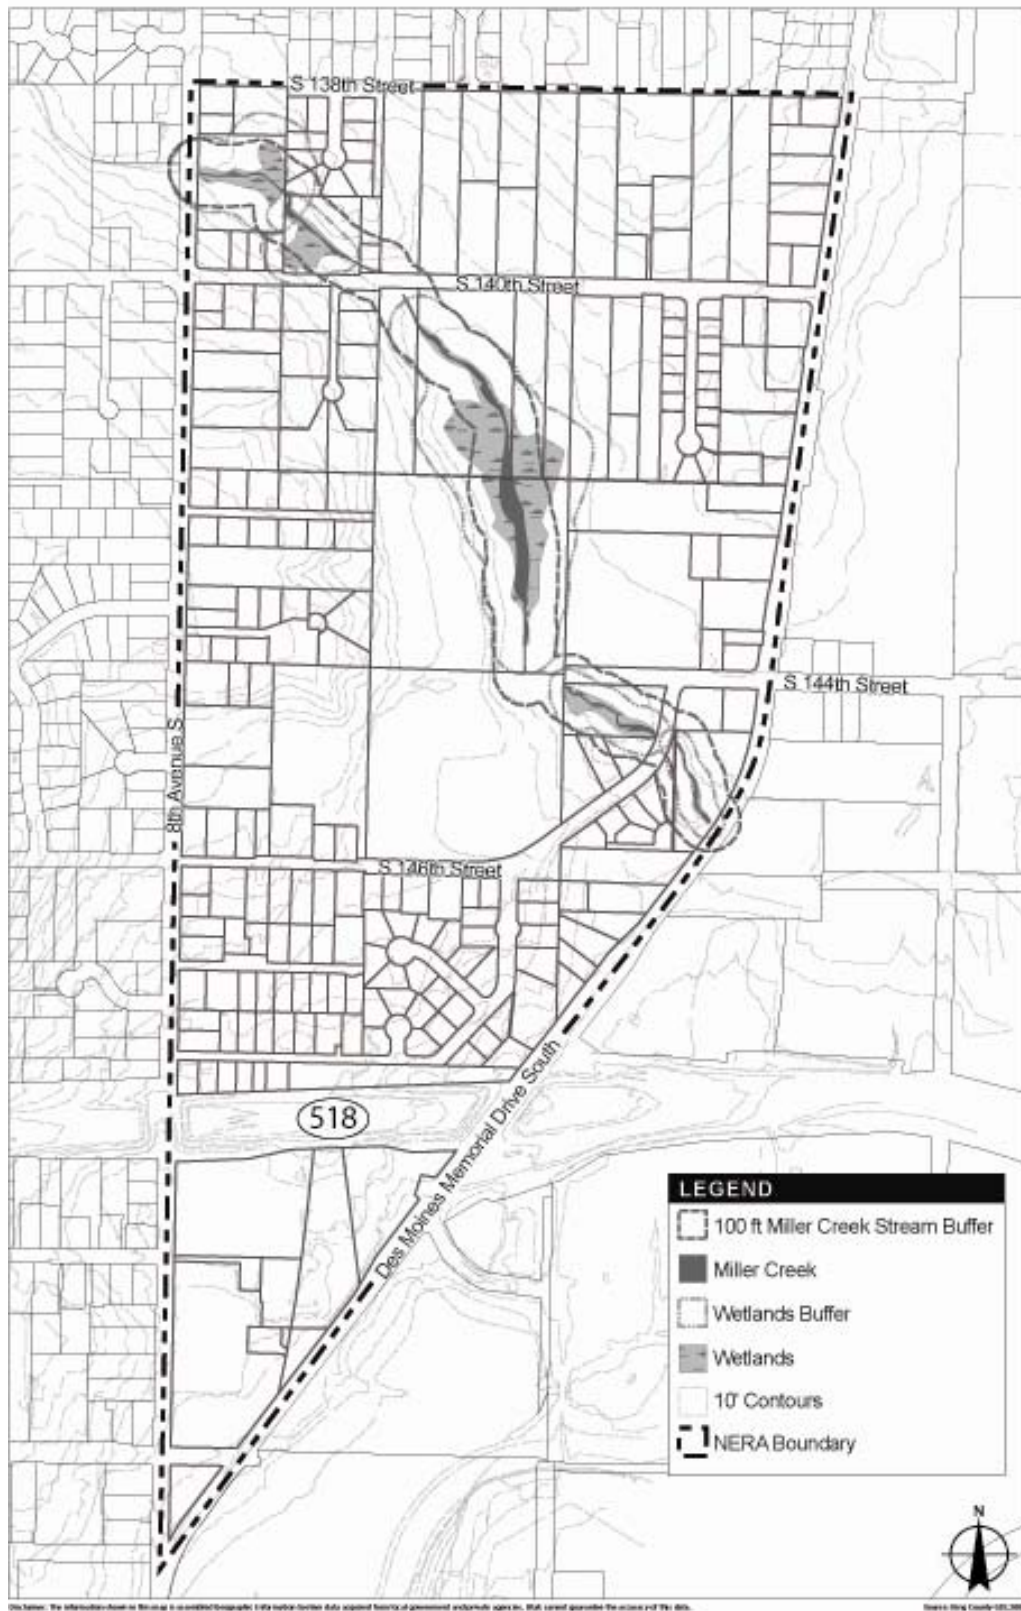 S 138th Street
S 140th Street
S 144th Street
8th Avenue S
S 146th Street
Des Moines Memorial Drive South
518
LEGEND
100 ft Miller Creek Stream Buffer
Miller Creek
Wetlands Buffer
Wetlands
10' Contours
NERA Boundary
N